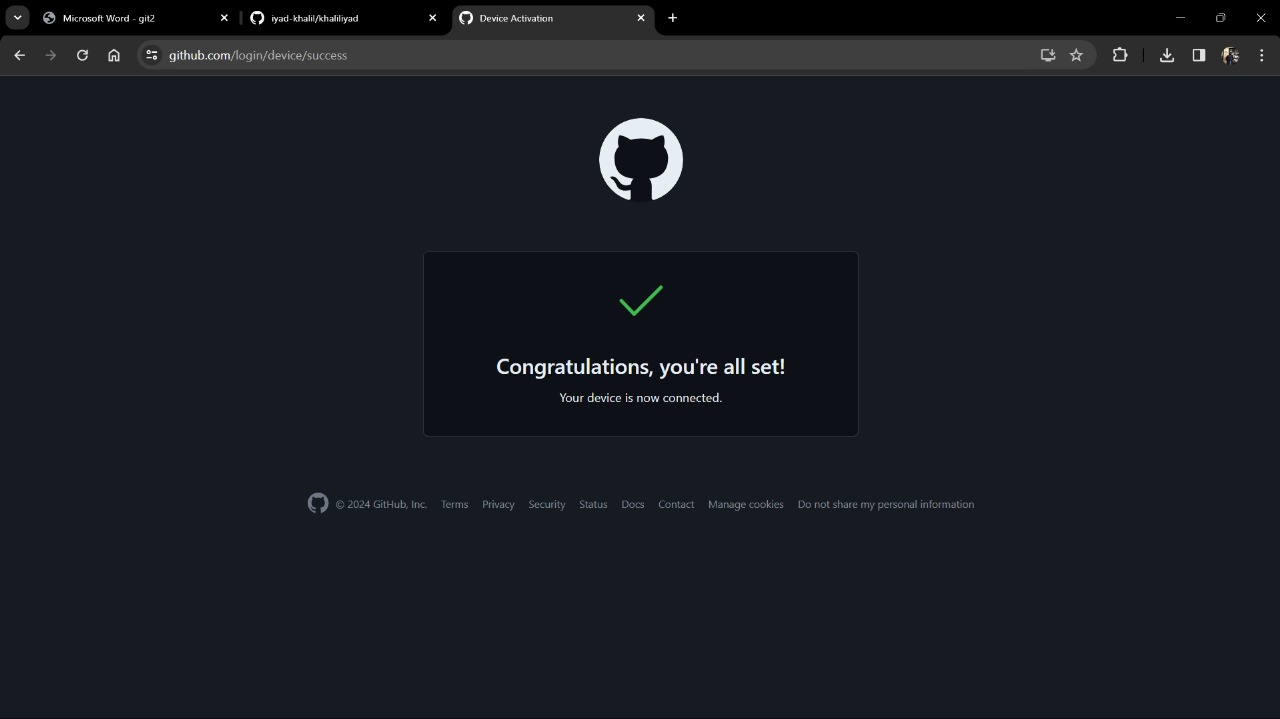 Microsoft Word - git2
iyad-khalil/khaliliyad
Device Activation
github.com/login/device/success
Congratulations, you're all set!
Your device is now connected.
© 2024 GitHub, Inc. Terms Privacy Security Status Docs Contact Manage cookies Do not share my personal information